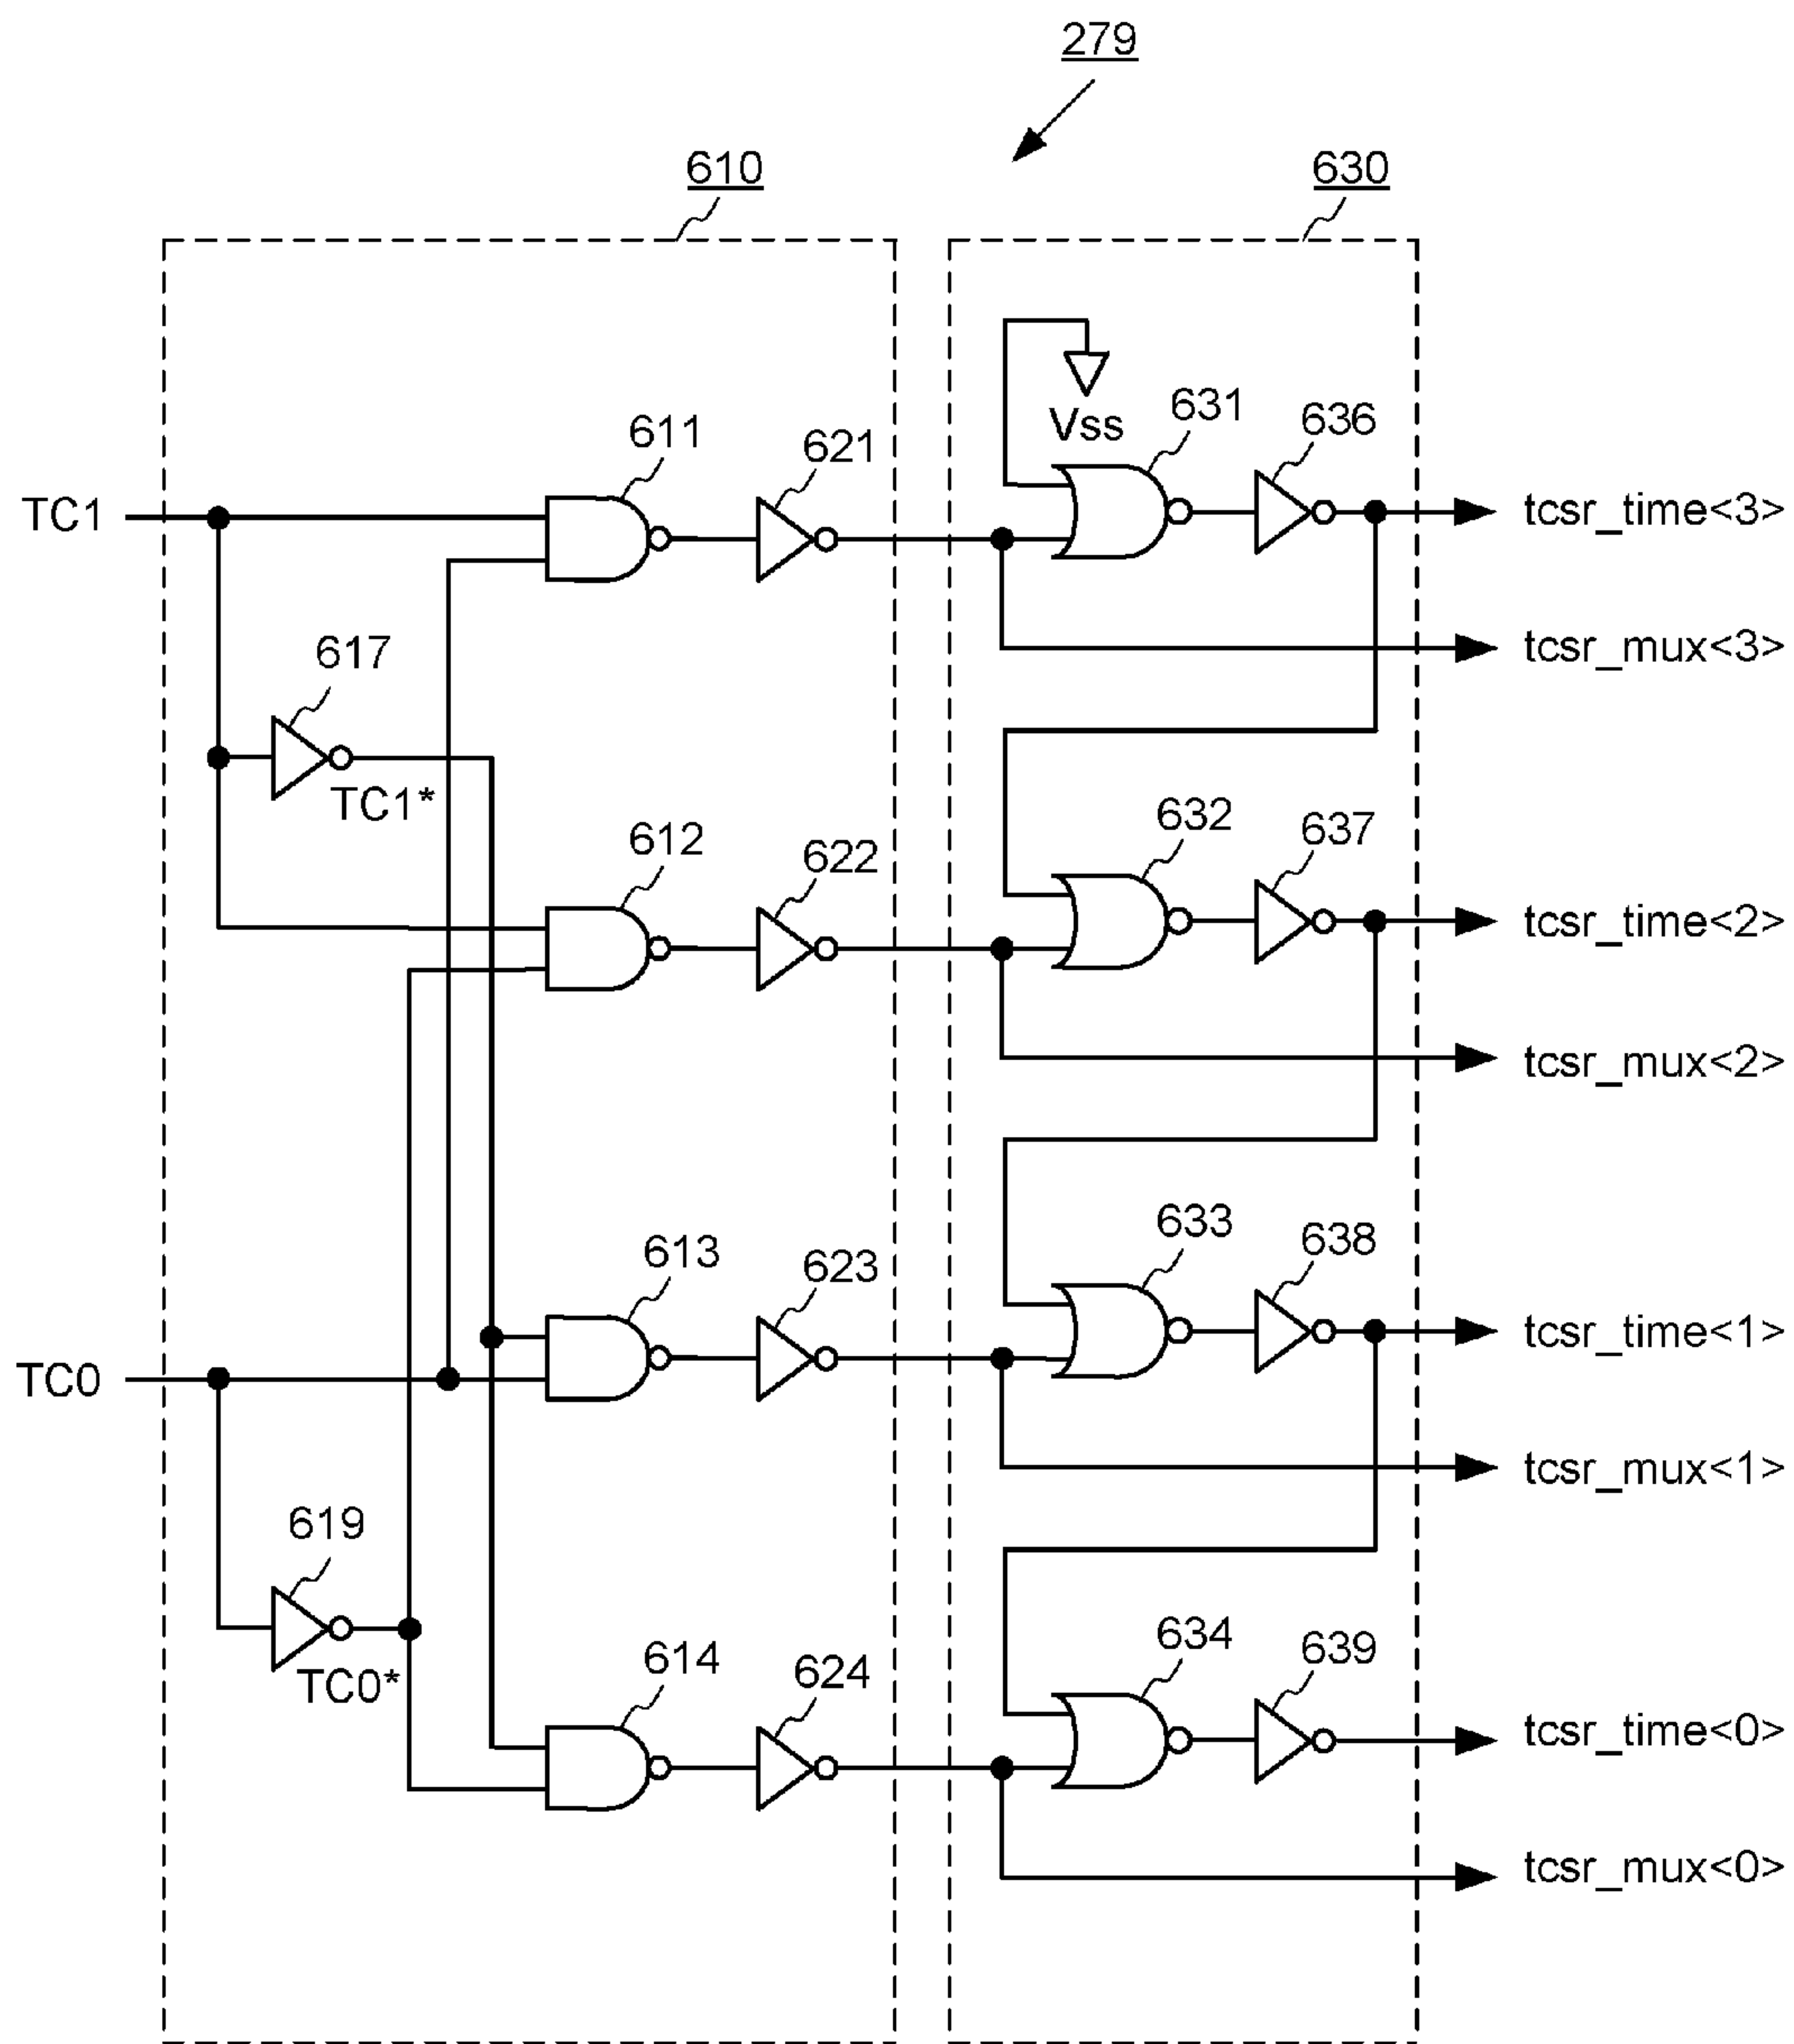 279
610
630
Vss
631
636
611
621
TC1
tcsr_time<3>
617
tcsr_mux<3>
TC1*
612
622
632
637
tcsr_time<2>
tcsr_mux<2>
613
623
633
638
TC0
tcsr_time<1>
tcsr_mux<1>
619
TC0*
614
624
634
639
tcsr_time<0>
tcsr_mux<0>